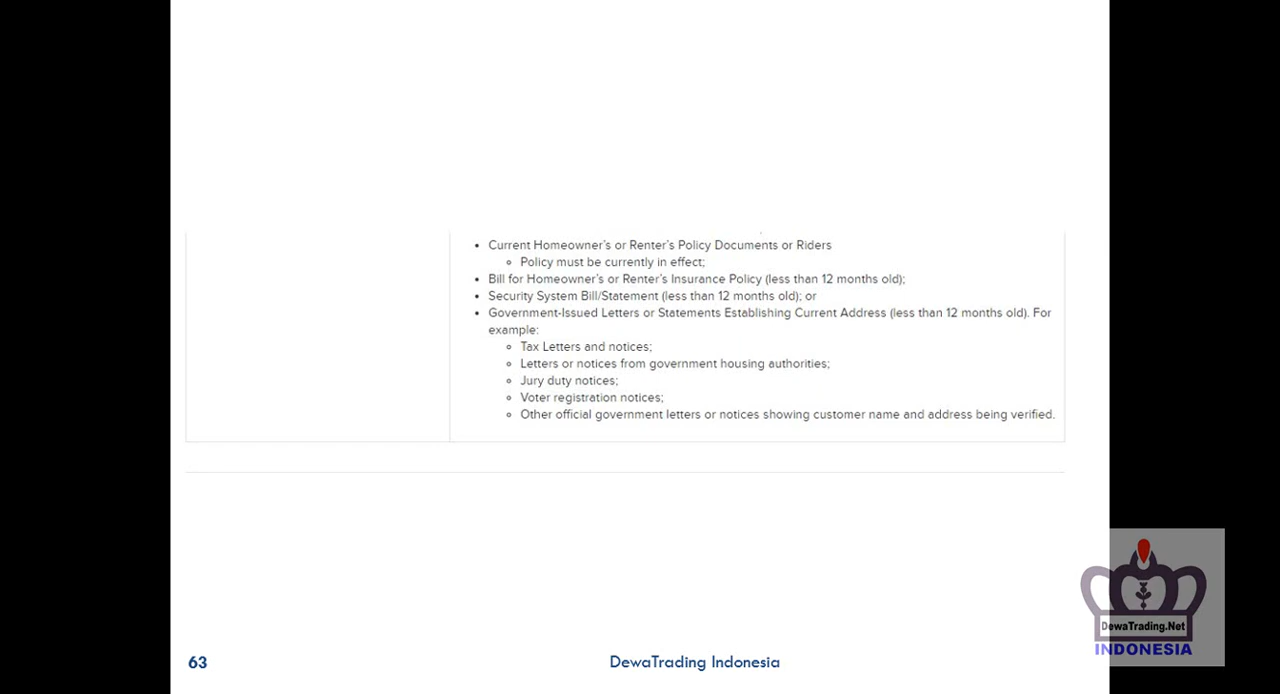 • Current Homeowner's or Renter's Policy Documents or Riders
◦ Policy must be currently in effect;
• Bill for Homeowner's or Renter's Insurance Policy (less than 12 months old);
• Security System Bill/Statement (less than 12 months old); or
• Government-Issued Letters or Statements Establishing Current Address (less than 12 months old). For
example:
◦ Tax Letters and notices;
◦ Letters or notices from government housing authorities;
◦ Jury duty notices;
◦ Voter registration notices;
◦ Other official government letters or notices showing customer name and address being verified.
DewaTrading.Net
INDONESIA
63
DewaTrading Indonesia